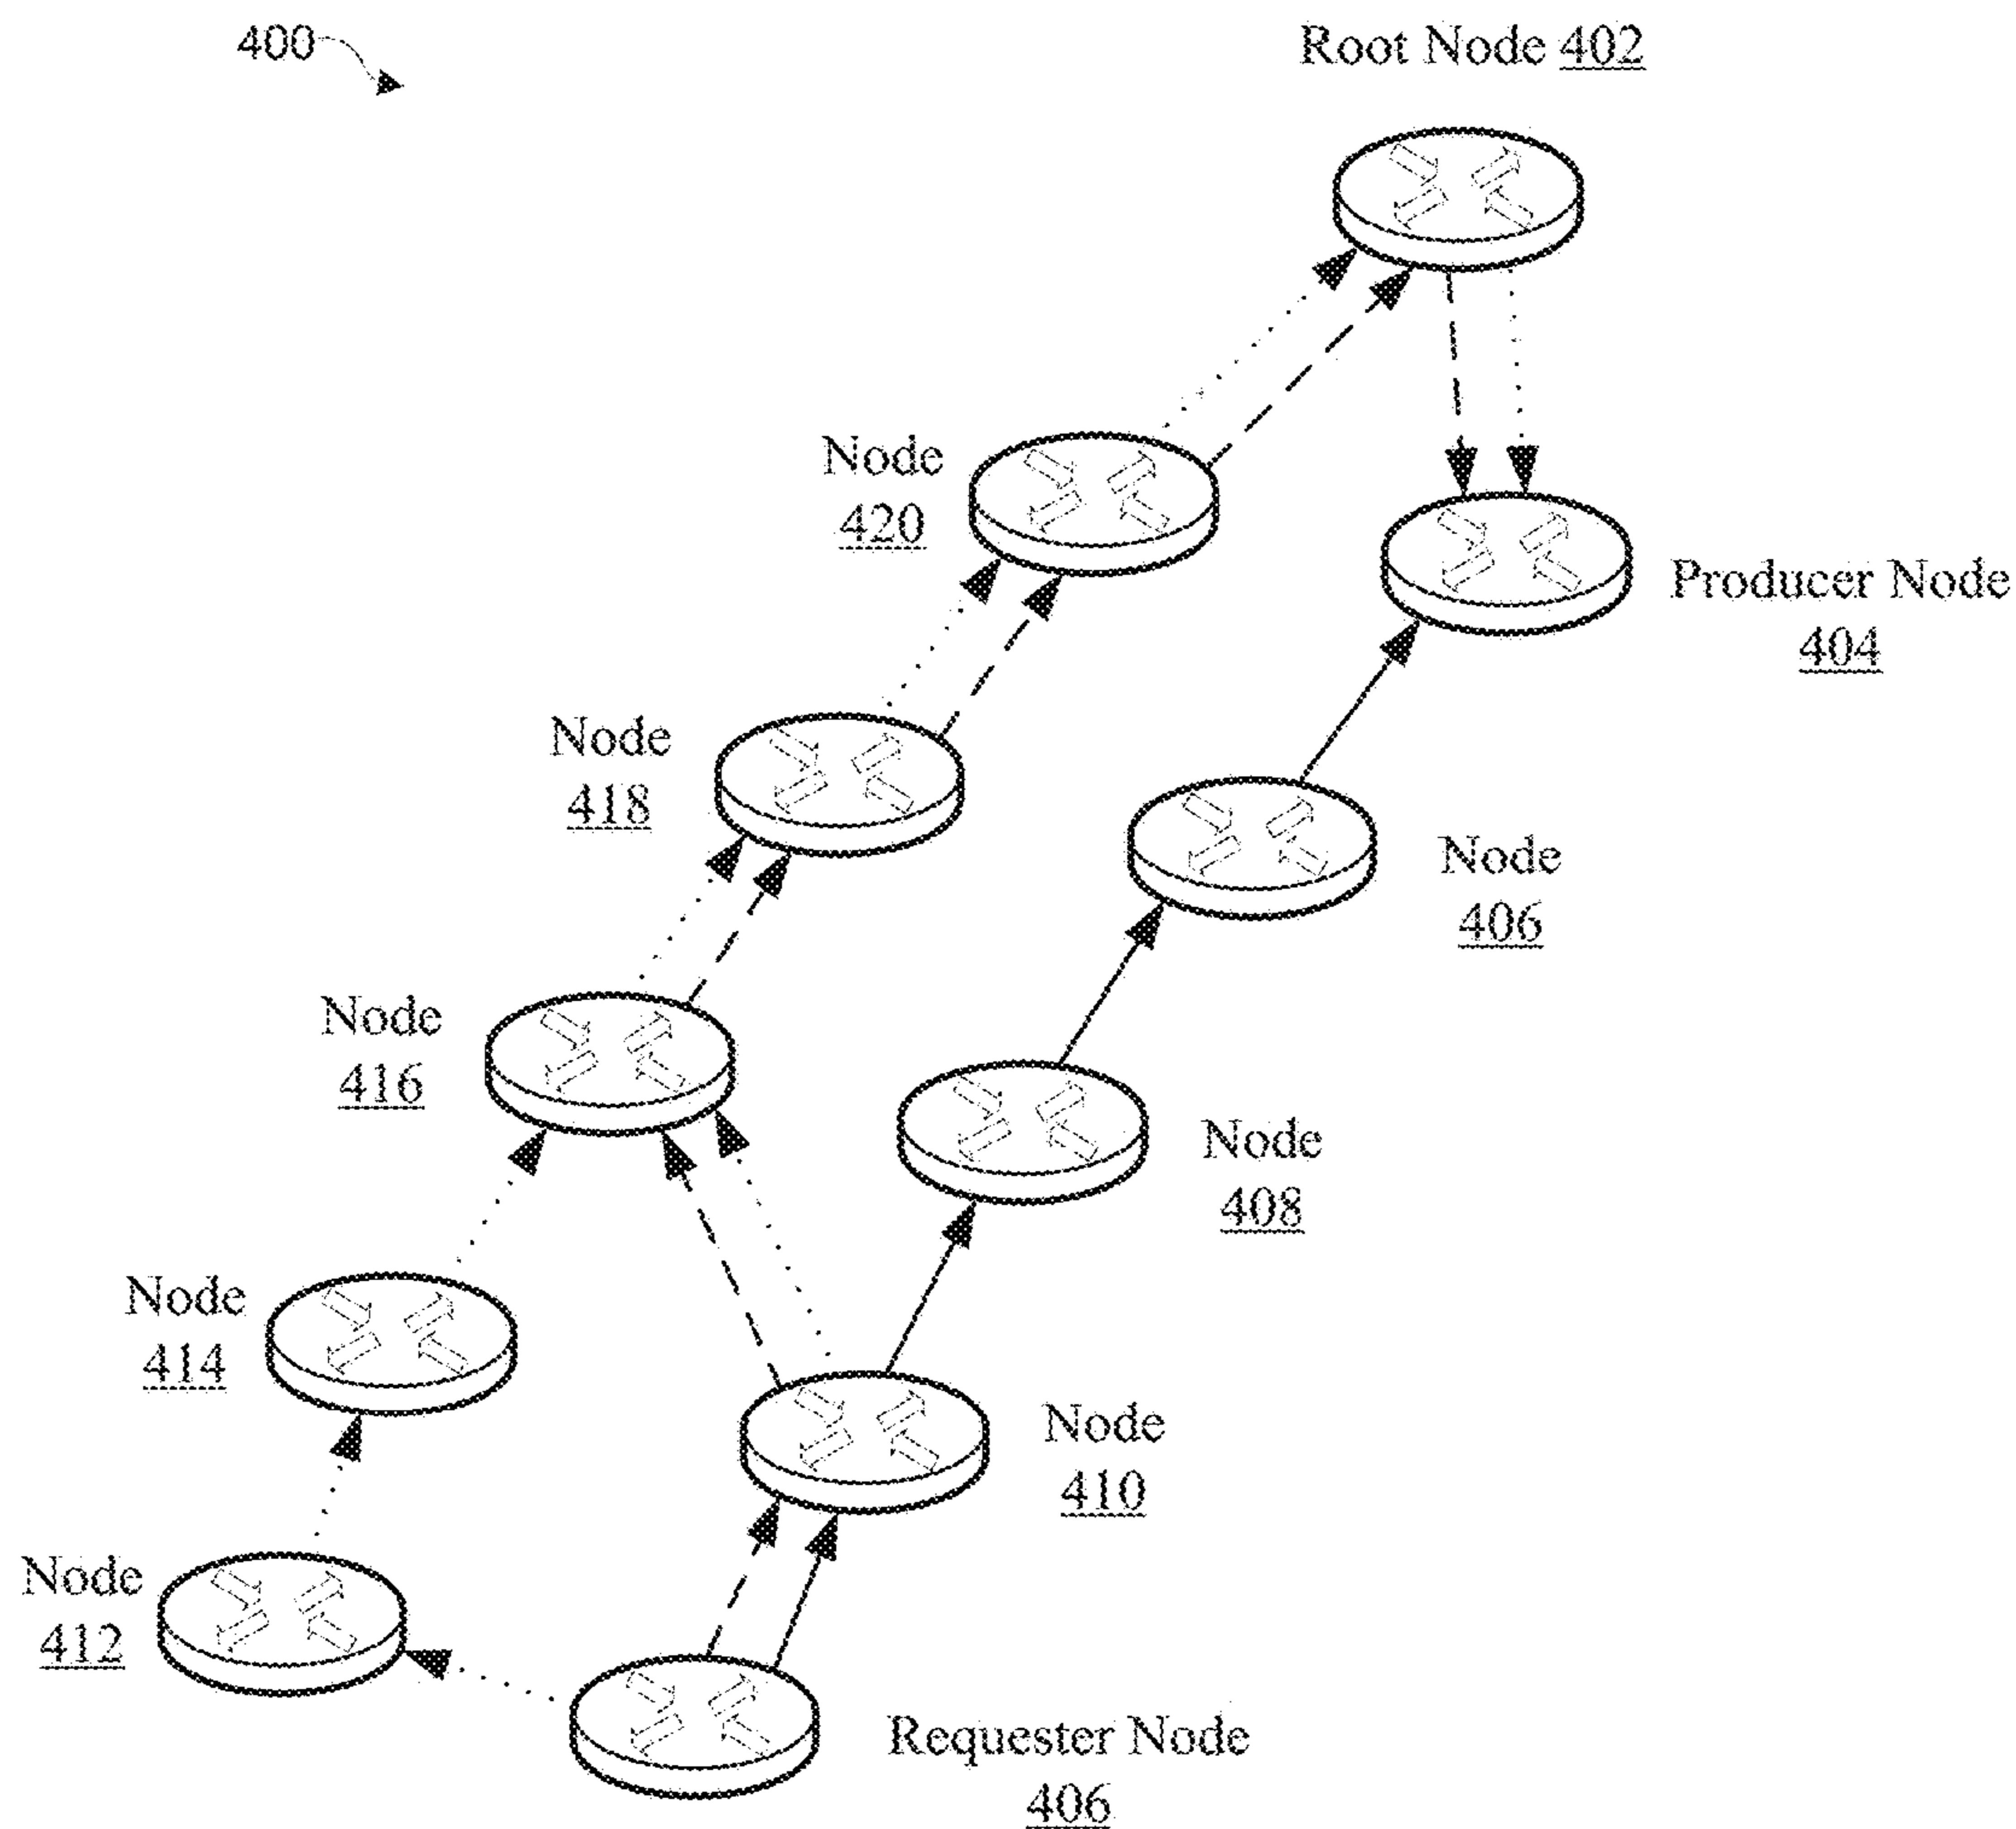 400
Root Node 402
Node
420
Producer Node
404
Node
418
Node
406
Node
416
Node
408
Node
414
Node
410
Node
412
Requester Node
406